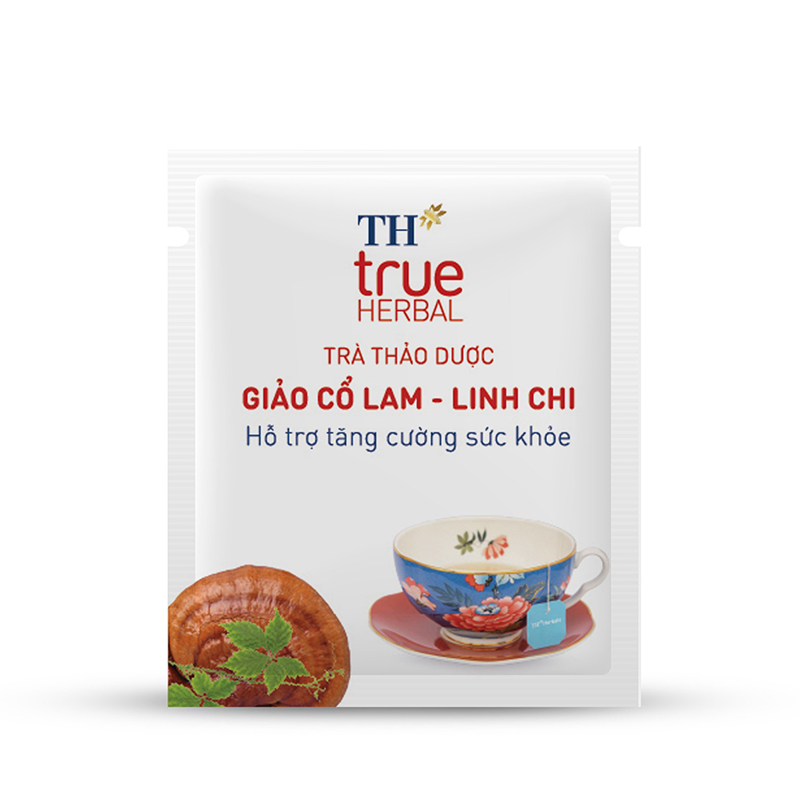 TH
true
HERBAL
TRÀ THẢO DƯỢC
GIẢO CỔ LAM - LINH CHI
Hỗ trợ tăng cường sức khỏe